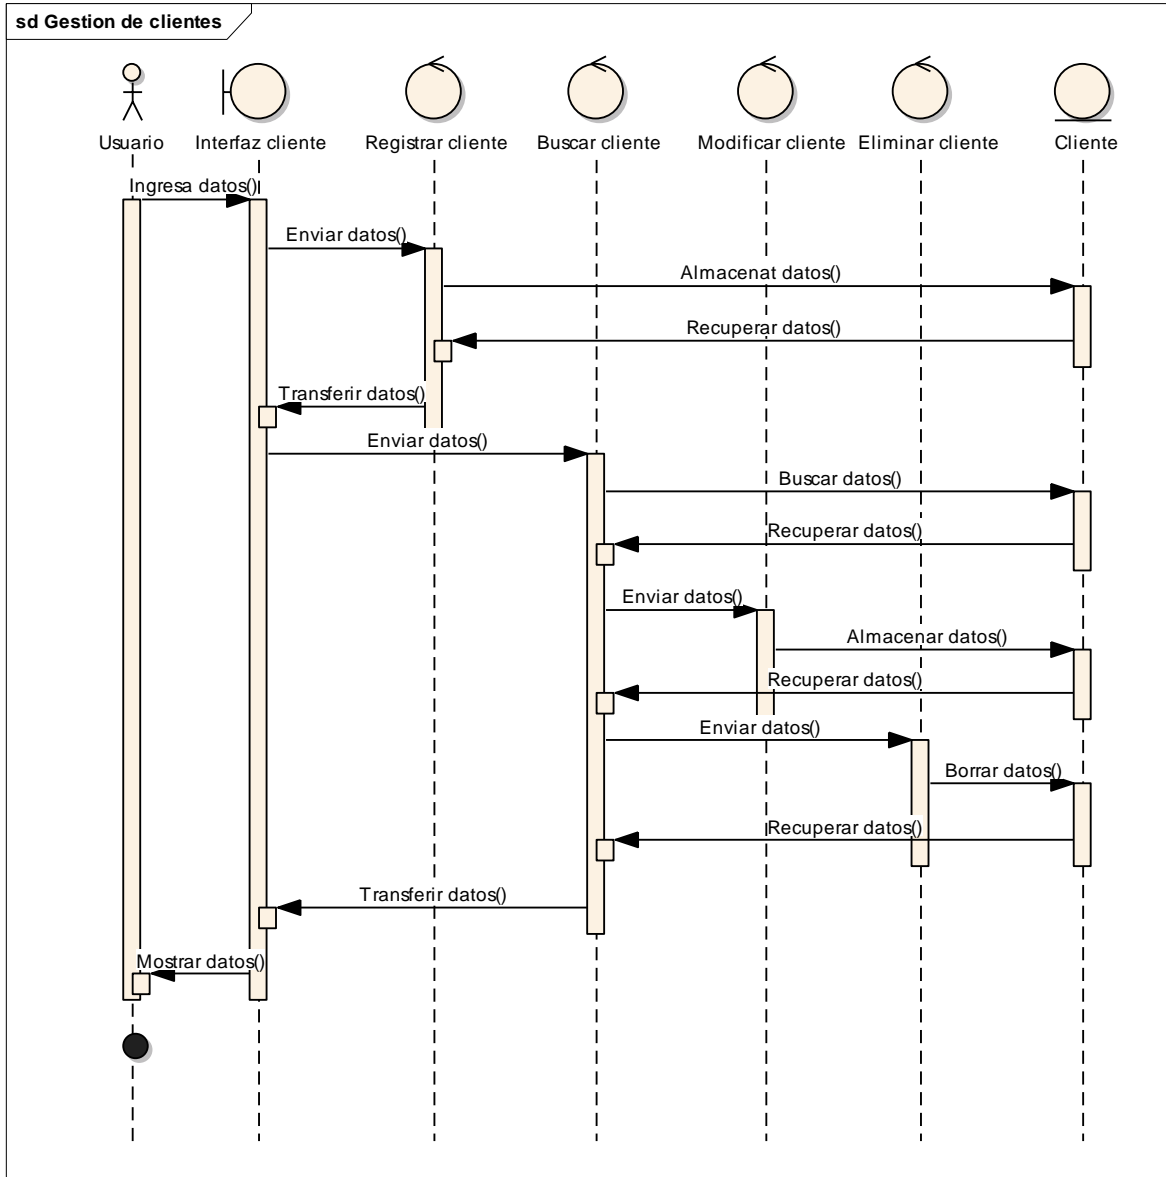 sd Gestion de clientes
Usuario
Interfaz cliente
Registrar cliente
Buscar cliente
Modificar cliente
Eliminar cliente
Cliente
Ingresa datos()
Enviar datos()
Almacenat datos()
Recuperar datos()
Transferir datos()
Enviar datos()
Buscar datos()
Recuperar datos()
Enviar datos()
Almacenar datos()
Recuperar datos()
Enviar datos()
Borrar datos()
Recuperar datos()
Transferir datos()
Mostrar datos()